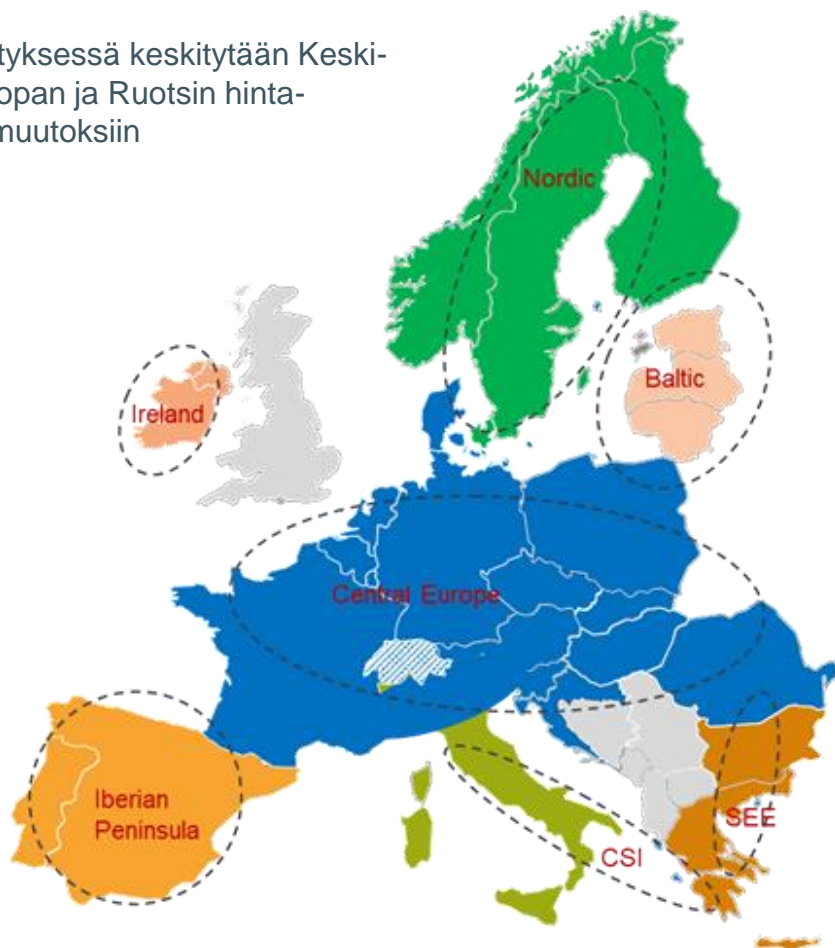 tyksessä keskitytään Keski-
opan ja Ruotsin hinta-
muutoksiin
Nordic
Baltic
Ireland
Central Europe
Iberian
Peninsula
SEE
CSI